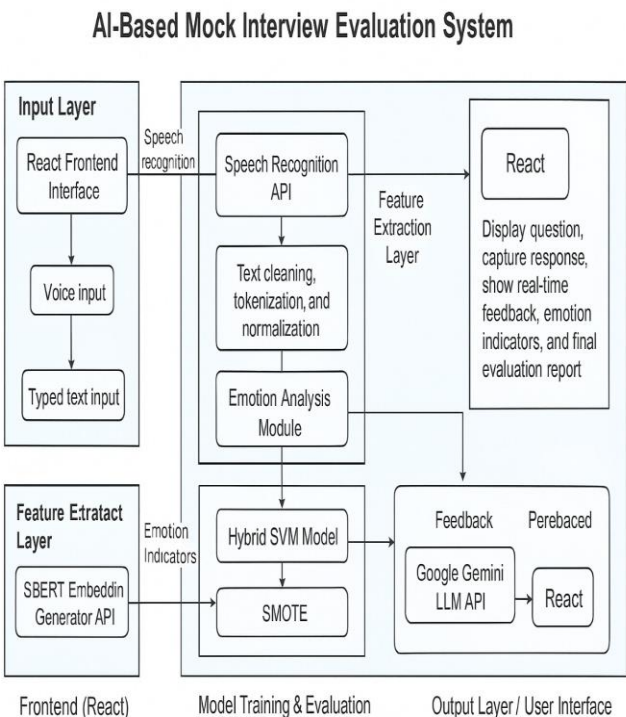 AI-Based Mock Interview Evaluation System
Input Layer
React Frontend
Interface
Voice input
Typed text input
Speech
recognition
Speech Recognition
API
Text cleaning,
tokenization, and
normalization
Emotion Analysis
Module
Feature
Extraction
Layer
React
Display question,
capture response,
show real-time
feedback, emotion
indicators, and final
evaluation report
Feature Extratact
Layer
SBERT Embeddin
Generator API
Emotion
Indicators
Hybrid SVM Model
SMOTE
Feedback Perebaced
Google Gemini
LLM API
React
Frontend (React)
Model Training & Evaluation
Output Layer / User Interface